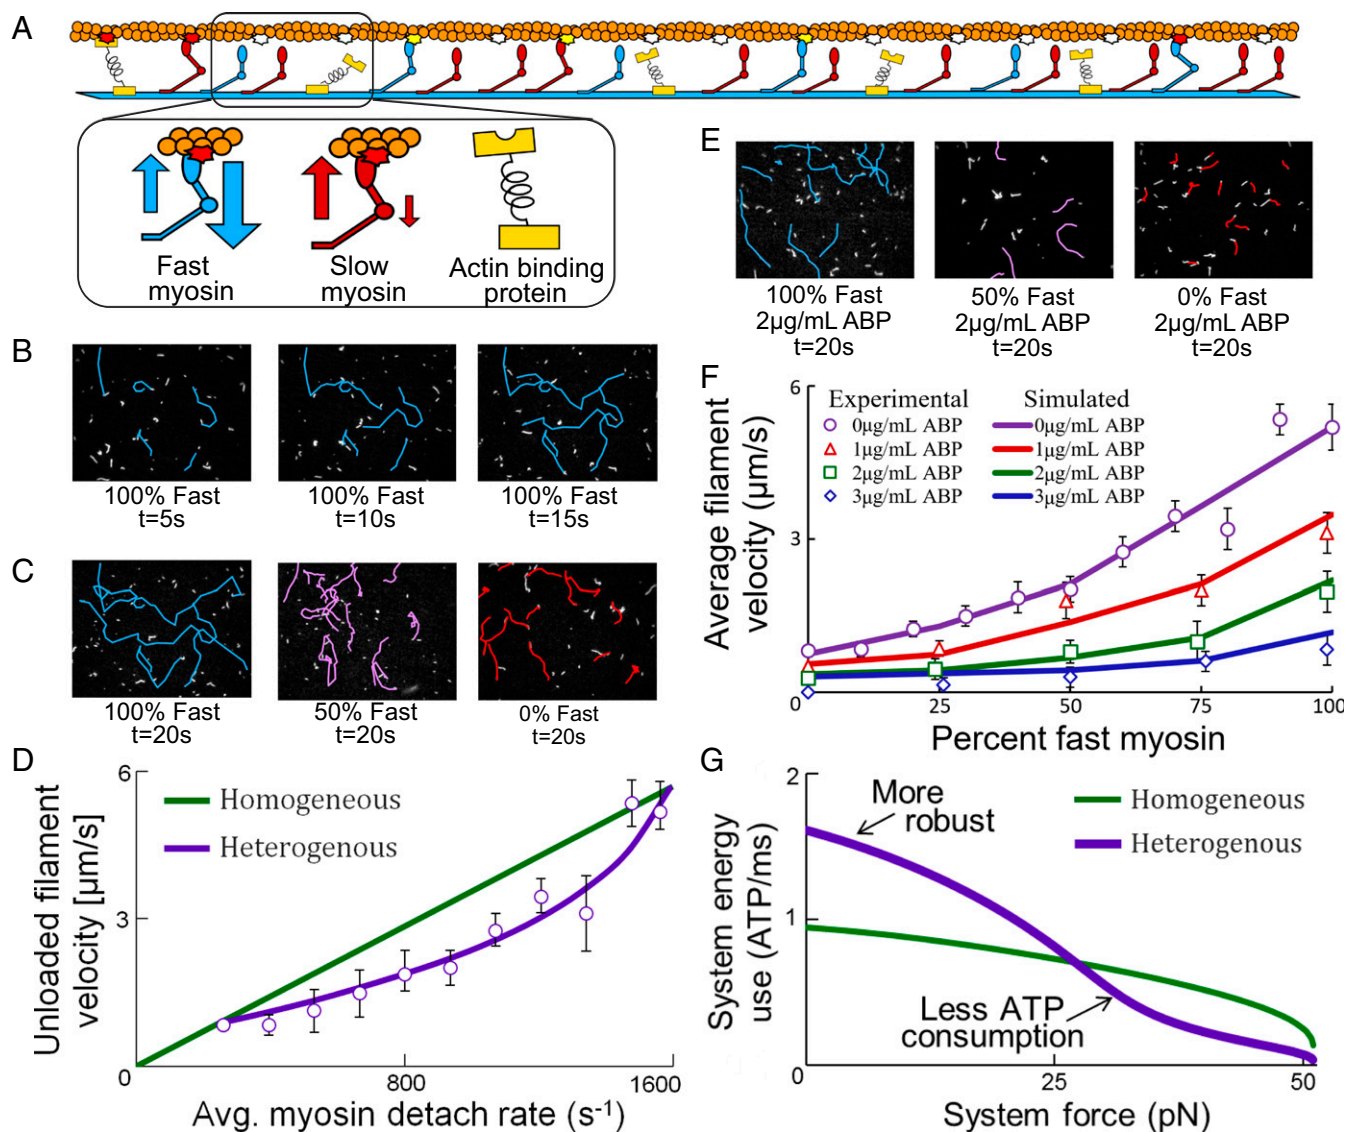 A
Fast
myosin
Slow
myosin
Actin binding
protein
B
100% Fast
t=5s
100% Fast
t=10s
100% Fast
t=15s
C
100% Fast
t=20s
50% Fast
t=20s
0% Fast
t=20s
D
Unloaded filament
velocity [μm/s]
6
3
0
800
1600
Homogeneous
Heterogenous
Avg. myosin detach rate (s⁻¹)
E
100% Fast
2μg/mL ABP
t=20s
50% Fast
2μg/mL ABP
t=20s
0% Fast
2μg/mL ABP
t=20s
F
Average filament
velocity (μm/s)
6
3
0
25
50
75
100
Experimental
0μg/mL ABP
1μg/mL ABP
2μg/mL ABP
3μg/mL ABP
Simulated
0μg/mL ABP
1μg/mL ABP
2μg/mL ABP
3μg/mL ABP
Percent fast myosin
G
System energy
use (ATP/ms)
2
1
0
0
25
50
More
robust
Homogeneous
Heterogenous
Less ATP
consumption
System force (pN)